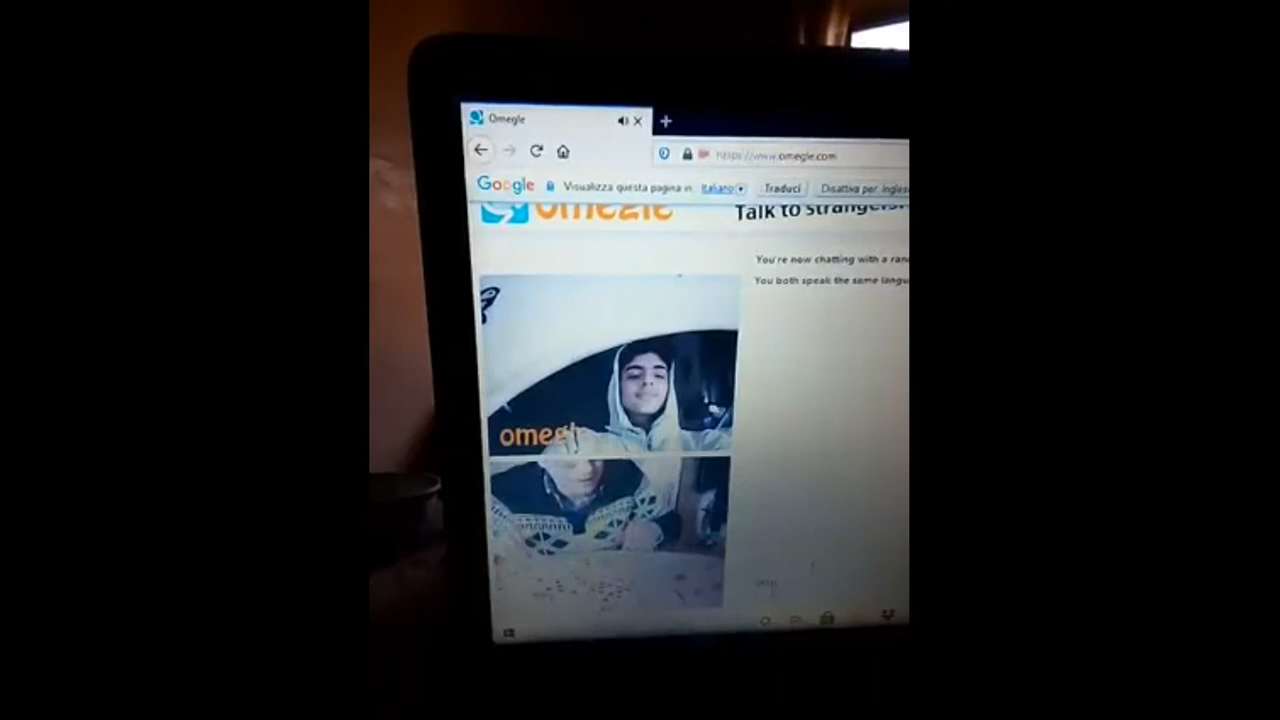 Omegle
https://www.omegle.com
Google Visualizza questa pagina in: Italiano Traduci Disattiva per: Inglese
omegle Talk to strangers!
You're now chatting with a ran
You both speak the same langu
omegle